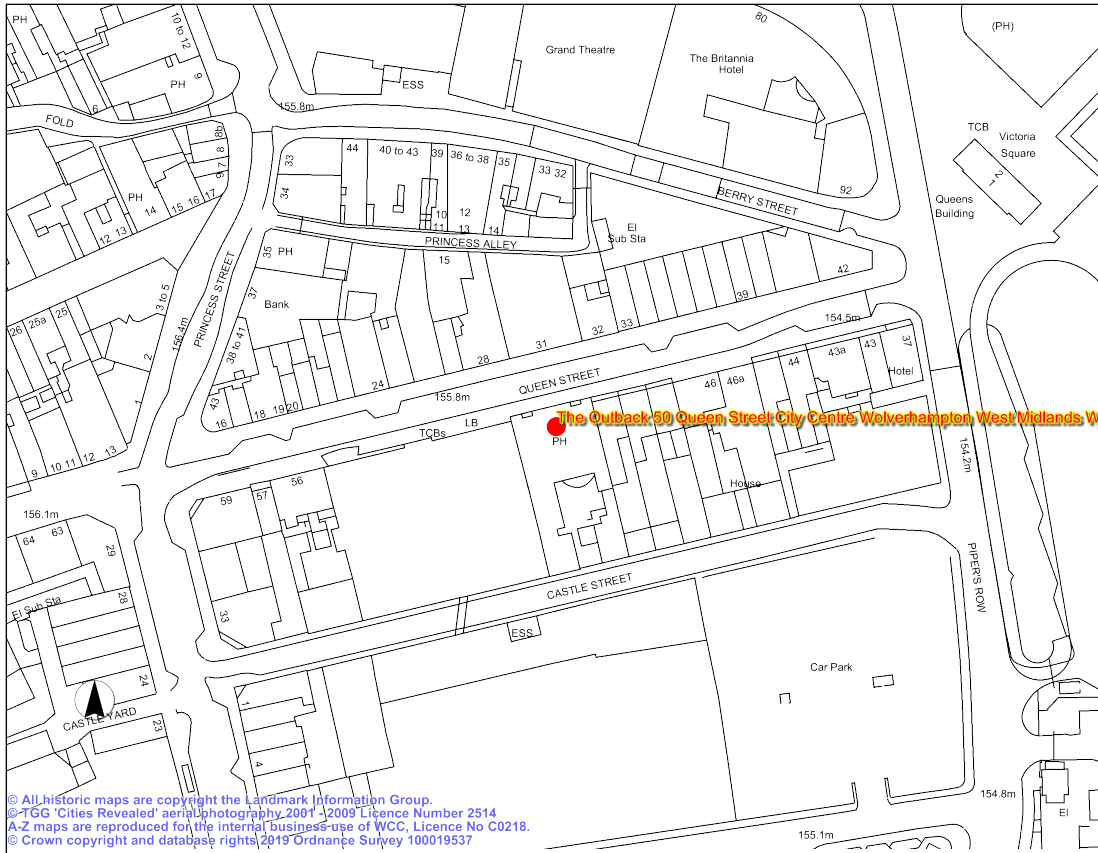 PH
10 to 12
PH
9
6
FOLD
ESS
155.8m
Grand Theatre
80
The Britannia
Hotel
(PH)
TCB
Victoria
Square
2
1
Queens
Building
92
BERRY STREET
8b
8
9
7
17
16
15
14
PH
13
12
33
34
44
40 to 43
39
36 to 38
35
33
32
10
11
12
13
14
PRINCESS ALLEY
El
Sub Sta
PH
35
15
37
Bank
PRINCESS STREET
156.4m
3 to 5
2
1
26
25a
25
38 to 41
43
16
18
19
20
24
28
31
32
33
39
42
154.5m
QUEEN STREET
155.8m
LB
TCBs
44
43a
43
37
Hotel
46
46a
The Outback 50 Queen Street City Centre Wolverhampton West Midlands W
PH
House
154.2m
9
10
11
12
13
156.1m
64
63
29
59
57
56
33
El Sub Sta
28
24
23
CASTLE YARD
CASTLE STREET
ESS
PIPER'S ROW
Car Park
1
4
154.8m
El
155.1m
© All historic maps are copyright the Landmark Information Group.
© TGG 'Cities Revealed' aerial photography 2001 - 2009 Licence Number 2514
A-Z maps are reproduced for the internal business use of WCC, Licence No C0218.
© Crown copyright and database rights 2019 Ordnance Survey 100019537